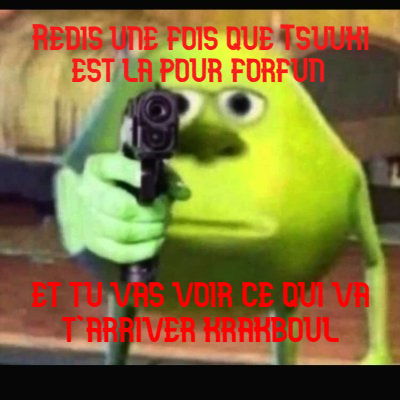 Redis une fois que Tsuuki
est la pour forfun
et tu vas voir ce qui va
t`arriver krakboul